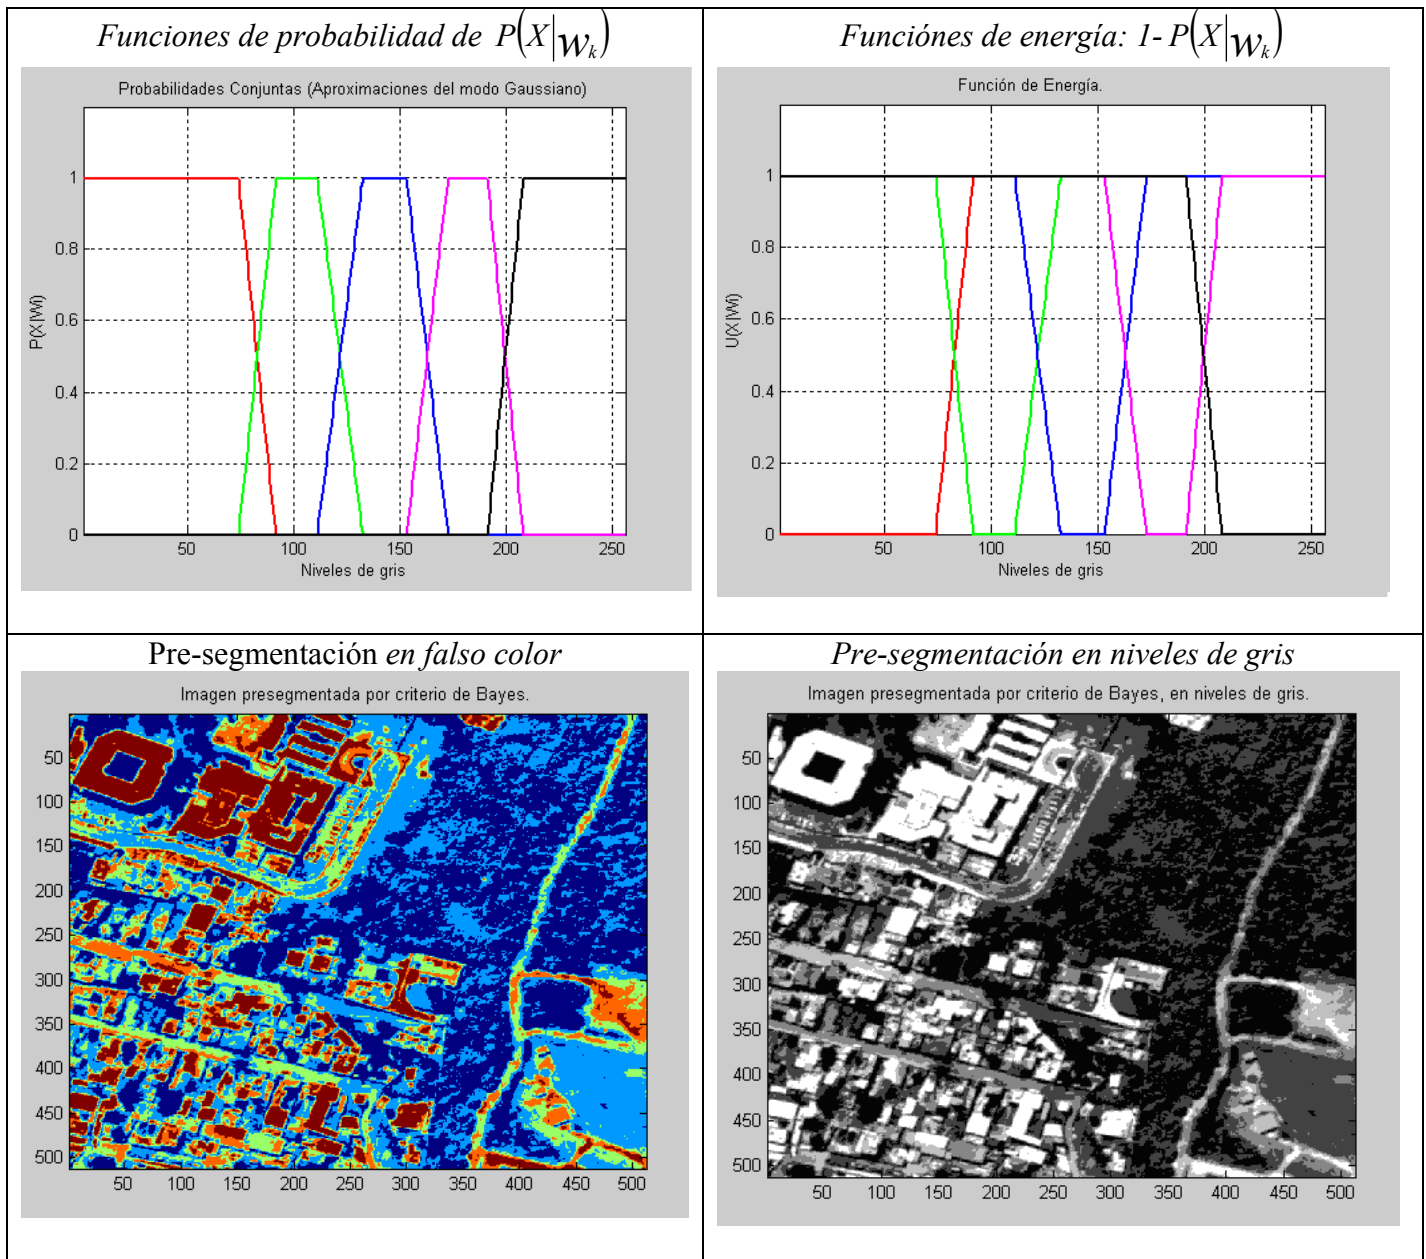 Funciones de probabilidad de P(X|w_k)
Funciónes de energía: 1- P(X|w_k)
Probabilidades Conjuntas (Aproximaciones del modo Gaussiano)
1
0.8
0.6
0.4
0.2
0
P(X|Wi)
50 100 150 200 250
Niveles de gris
Función de Energía.
1
0.8
0.6
0.4
0.2
0
U(X|Wi)
50 100 150 200 250
Niveles de gris
Pre-segmentación en falso color
Pre-segmentación en niveles de gris
Imagen presegmentada por criterio de Bayes.
50
100
150
200
250
300
350
400
450
500
50 100 150 200 250 300 350 400 450 500
Imagen presegmentada por criterio de Bayes, en niveles de gris.
50
100
150
200
250
300
350
400
450
500
50 100 150 200 250 300 350 400 450 500